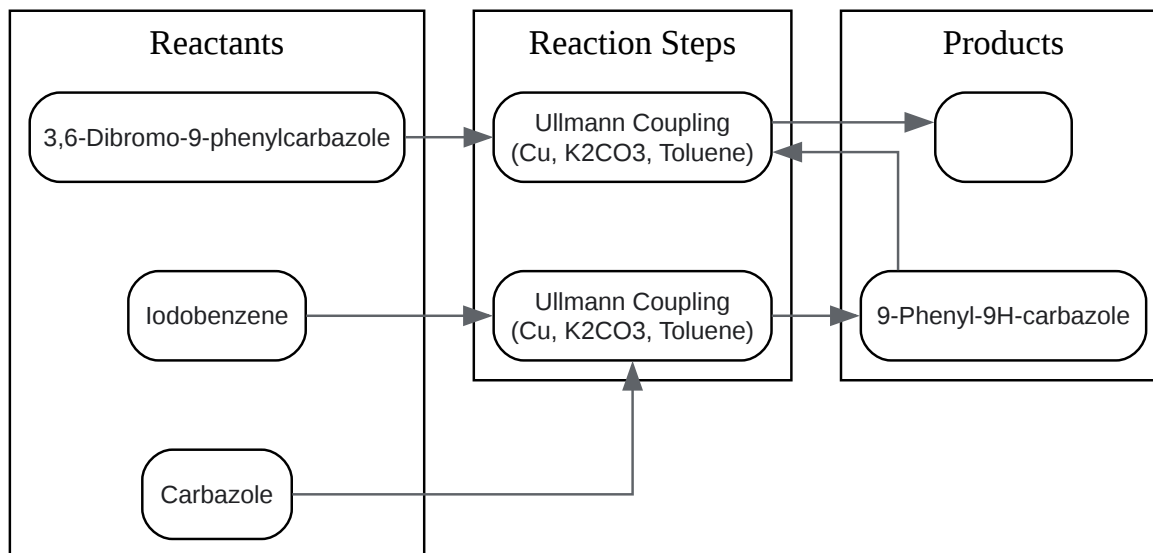 Reactants
Reaction Steps
Products
3,6-Dibromo-9-phenylcarbazole
Ullmann Coupling
(Cu, K2CO3, Toluene)
Iodobenzene
Ullmann Coupling
(Cu, K2CO3, Toluene)
9-Phenyl-9H-carbazole
Carbazole